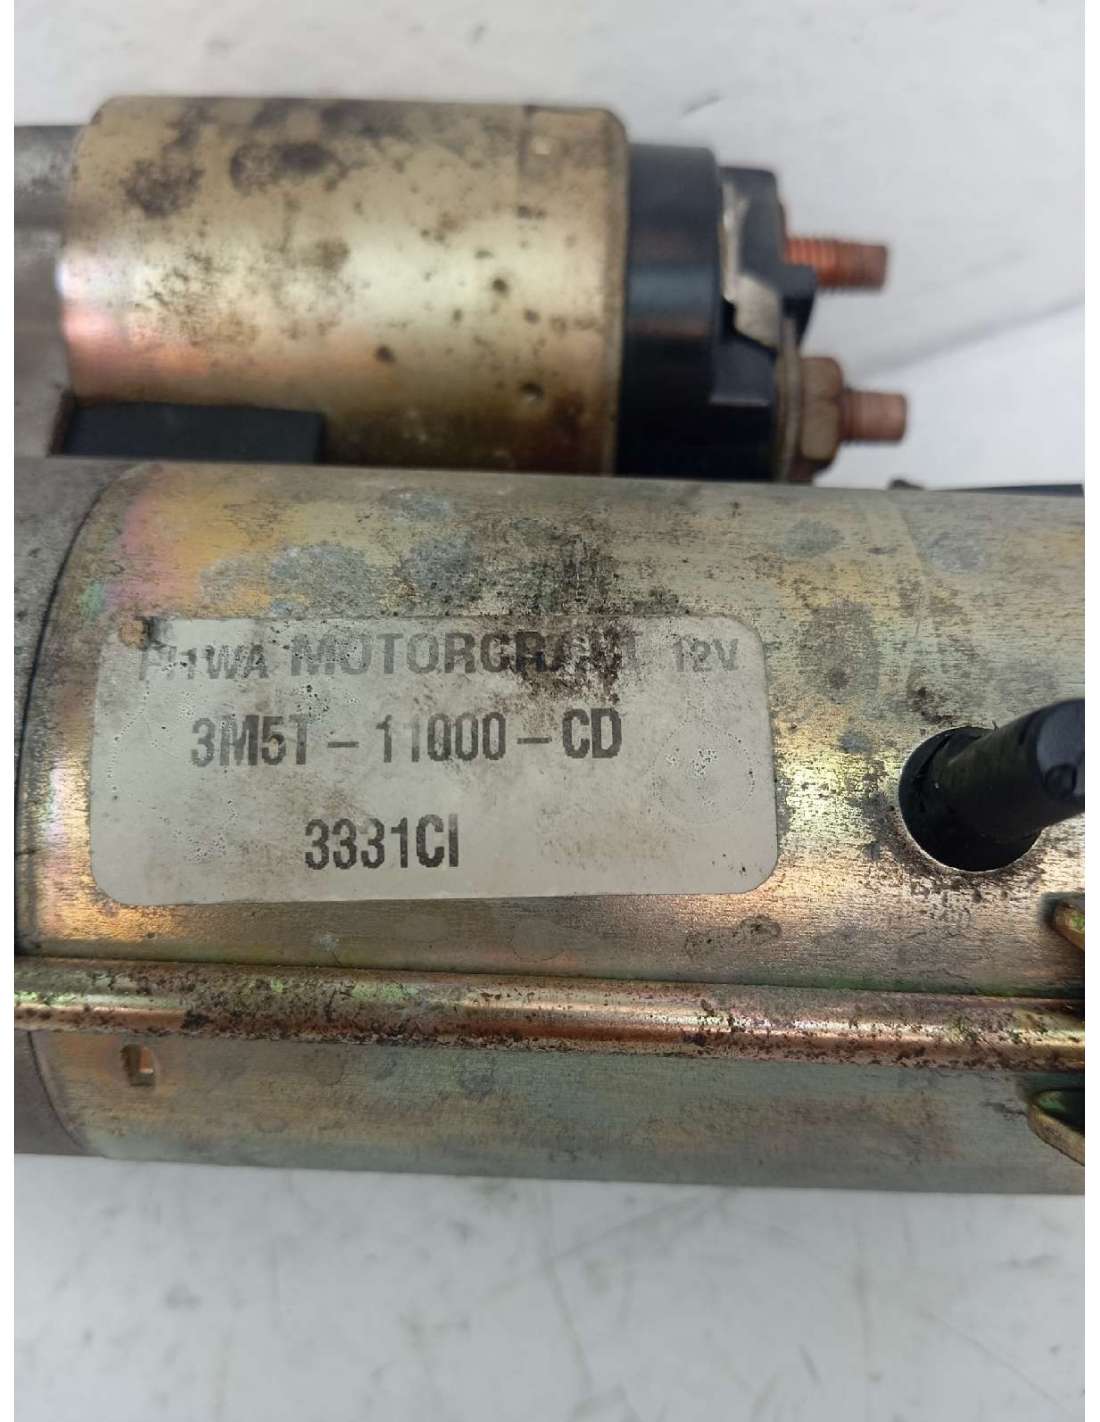 MOTORCRAFT 12V
3M5T-11000-CD
3331CI